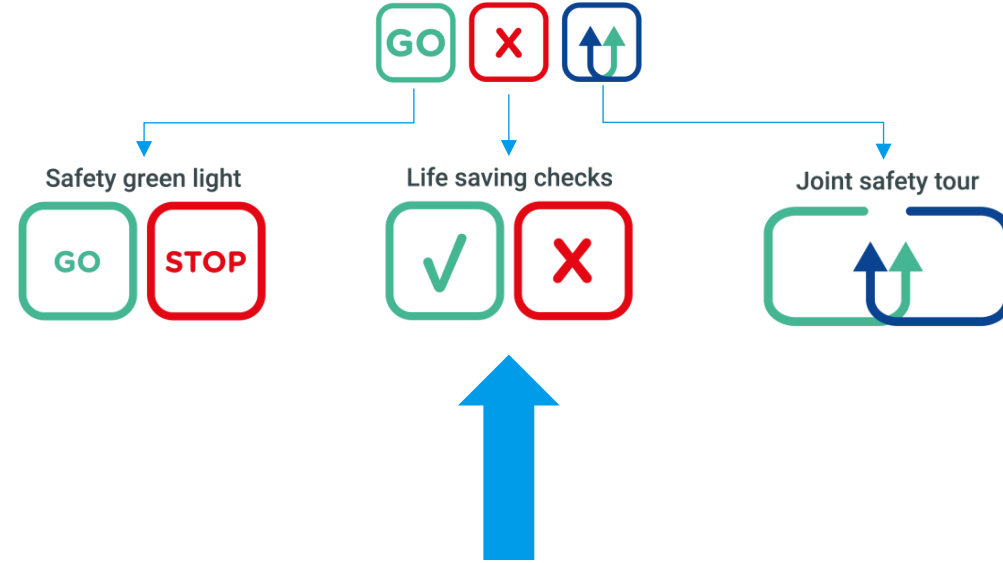 GO X
Safety green light
Life saving checks
Joint safety tour
GO STOP
X